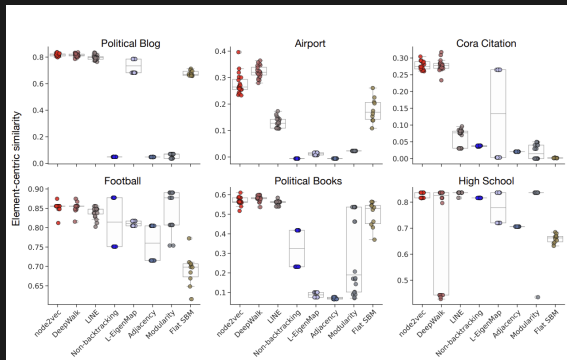 Political Blog
Airport
Cora Citation
0.8
0.6
0.4
0.2
0.0
0.4
0.3
0.2
0.1
0.0
0.30
0.25
0.20
0.15
0.10
0.05
0.00
Element-centric similarity
Football
Political Books
High School
0.90
0.85
0.80
0.75
0.70
0.65
0.6
0.5
0.4
0.3
0.2
0.1
0.8
0.7
0.6
0.5
node2vec
DeepWalk
LINE
Non-backtracking
L-EigenMap
Adjacency
Modularity
Flat SBM
node2vec
DeepWalk
LINE
Non-backtracking
L-EigenMap
Adjacency
Modularity
Flat SBM
node2vec
DeepWalk
LINE
Non-backtracking
L-EigenMap
Adjacency
Modularity
Flat SBM